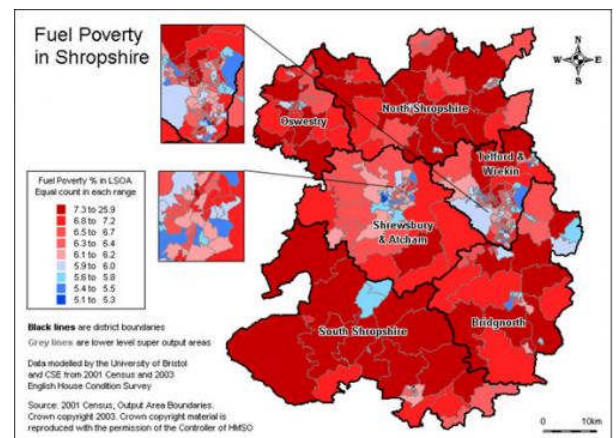 Fuel Poverty
in Shropshire
N
W E
S
North Shropshire
Oswestry
Telford &
Wrekin
Fuel Poverty % in LSOA
Equal count in each range
7.3 to 25.9
6.8 to 7.2
6.5 to 6.7
6.3 to 6.4
6.1 to 6.2
5.9 to 6.0
5.6 to 5.8
5.4 to 5.5
5.1 to 5.3
Shrewsbury
& Atcham
South Shropshire
Bridgnorth
Black lines are district boundaries
Grey lines are lower level super output areas
Data modelled by the University of Bristol
and CSE from 2001 Census and 2003
English House Condition Survey
Source: 2001 Census, Output Area Boundaries.
Crown copyright 2003. Crown copyright material is
reproduced with the permission of the Controller of HMSO
0 10km